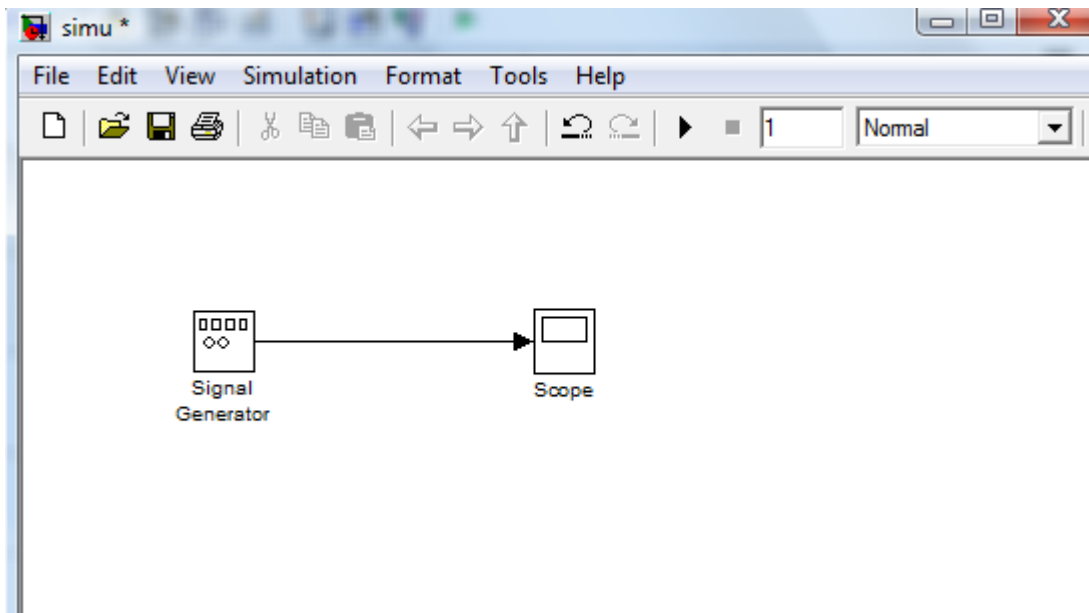 simu *
File Edit View Simulation Format Tools Help
1 Normal
Signal
Generator
Scope